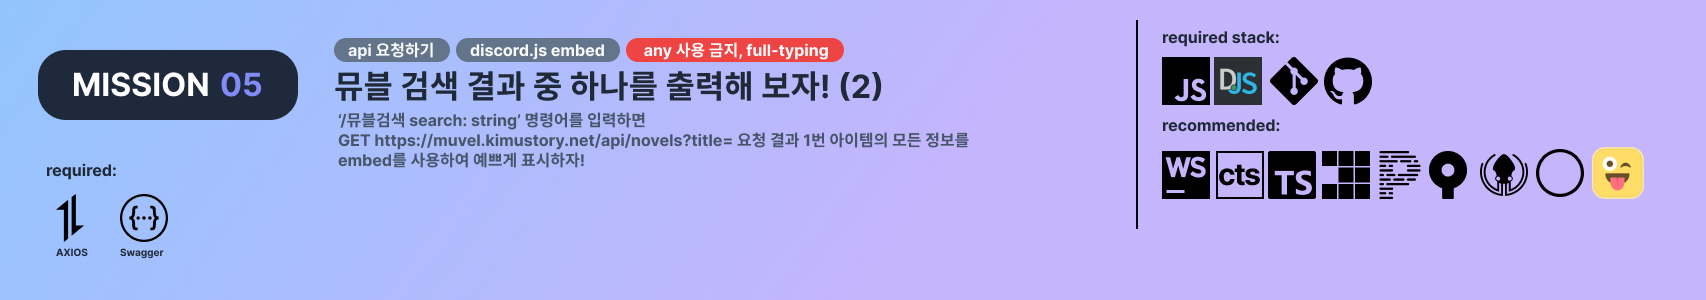 MISSION 05
required:
AXIOS
Swagger
api 요청하기
discord.js embed
any 사용 금지, full-typing
뮤블 검색 결과 중 하나를 출력해 보자! (2)
‘/뮤블검색 search: string’ 명령어를 입력하면
GET https://muvel.kimustory.net/api/novels?title= 요청 결과 1번 아이템의 모든 정보를
embed를 사용하여 예쁘게 표시하자!
required stack:
JS
DJS
recommended:
WS
cts
TS